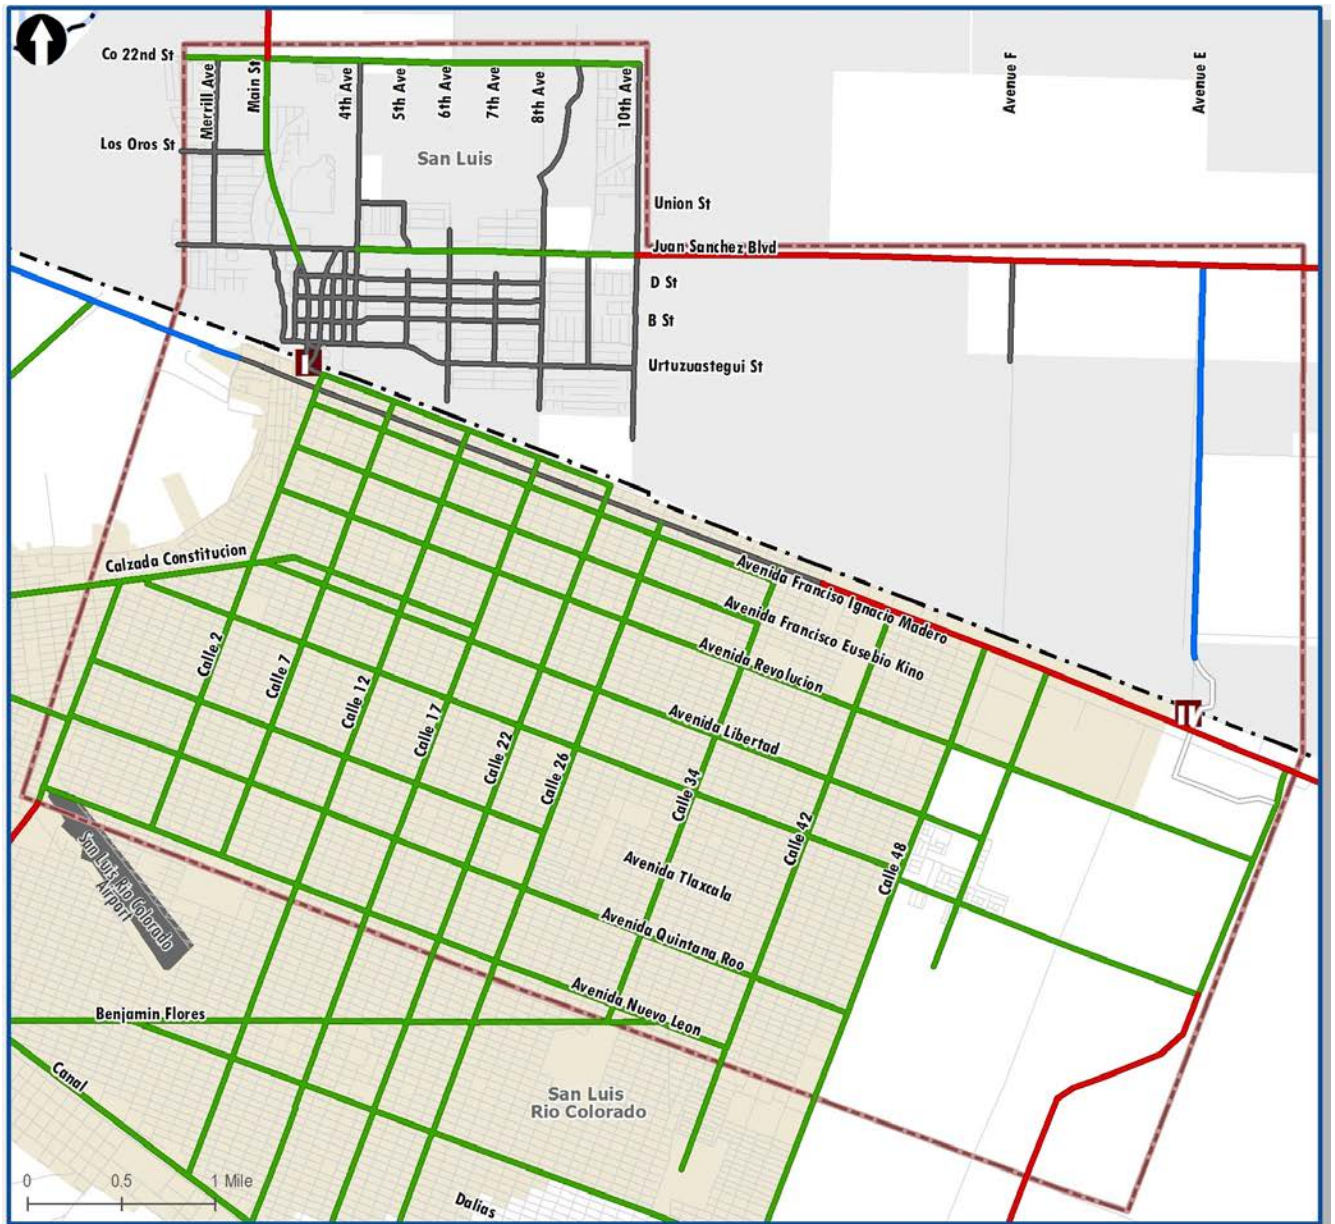 Co 22nd St
Merrill Ave
Main St
4th Ave
5th Ave
6th Ave
7th Ave
8th Ave
10th Ave
Avenue F
Avenue E
Los Oros St
San Luis
Union St
Juan Sanchez Blvd
D St
B St
Urtuzuastegui St
Calzada Constitucion
Avenida Franciso Ignacio Madero
Avenida Francisco Eusebio Kino
Avenida Revolucion
Avenida Libertad
Calle 2
Calle 7
Calle 12
Calle 17
Calle 22
Calle 26
Calle 34
Calle 42
Calle 48
San Luis Rio Colorado
Airport
Avenida Tlaxcala
Avenida Quintana Roo
Avenida Nuevo Leon
Benjamin Flores
Canal
San Luis
Rio Colorado
0 0.5 1 Mile
Dalias